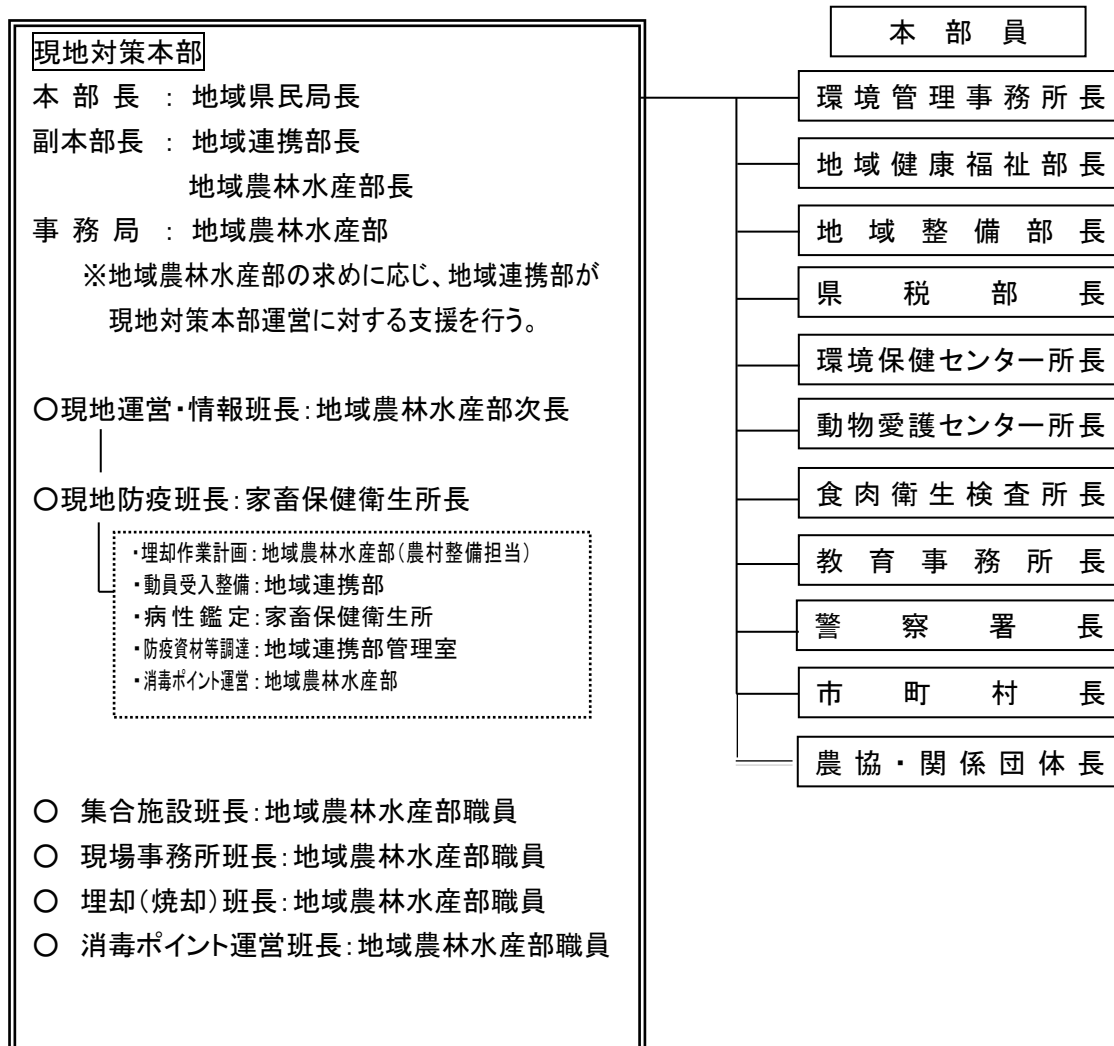 現地対策本部
本部長 : 地域県民局長
副本部長 : 地域連携部長
地域農林水産部長
事務局 : 地域農林水産部
※地域農林水産部の求めに応じ、地域連携部が
現地対策本部運営に対する支援を行う。
○現地運営・情報班長:地域農林水産部次長
○現地防疫班長:家畜保健衛生所長
・埋却作業計画:地域農林水産部(農村整備担当)
・動員受入整備:地域連携部
・病性鑑定:家畜保健衛生所
・防疫資材等調達:地域連携部管理室
・消毒ポイント運営:地域農林水産部
○ 集合施設班長:地域農林水産部職員
○ 現場事務所班長:地域農林水産部職員
○ 埋却(焼却)班長:地域農林水産部職員
○ 消毒ポイント運営班長:地域農林水産部職員
本部員
環境管理事務所長
地域健康福祉部長
地域整備部長
県税部長
環境保健センター所長
動物愛護センター所長
食肉衛生検査所長
教育事務所長
警察署長
市町村長
農協・関係団体長